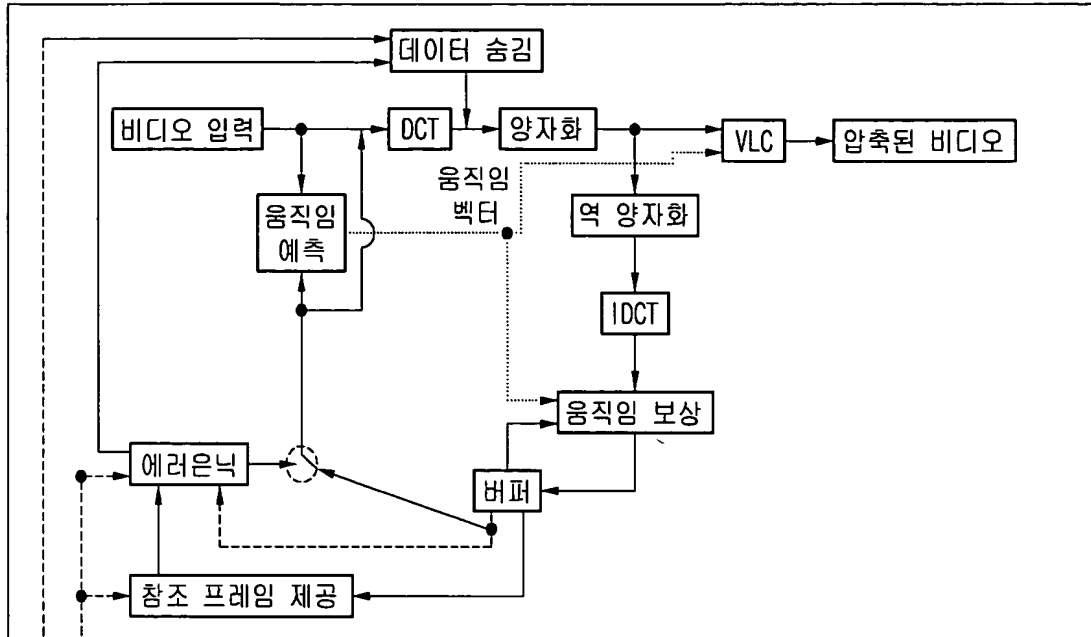 데이터 숨김
비디오 입력
DCT
양자화
VLC
압축된 비디오
움직임
벡터
움직임
예측
역 양자화
IDCT
움직임 보상
에러은닉
버퍼
참조 프레임 제공